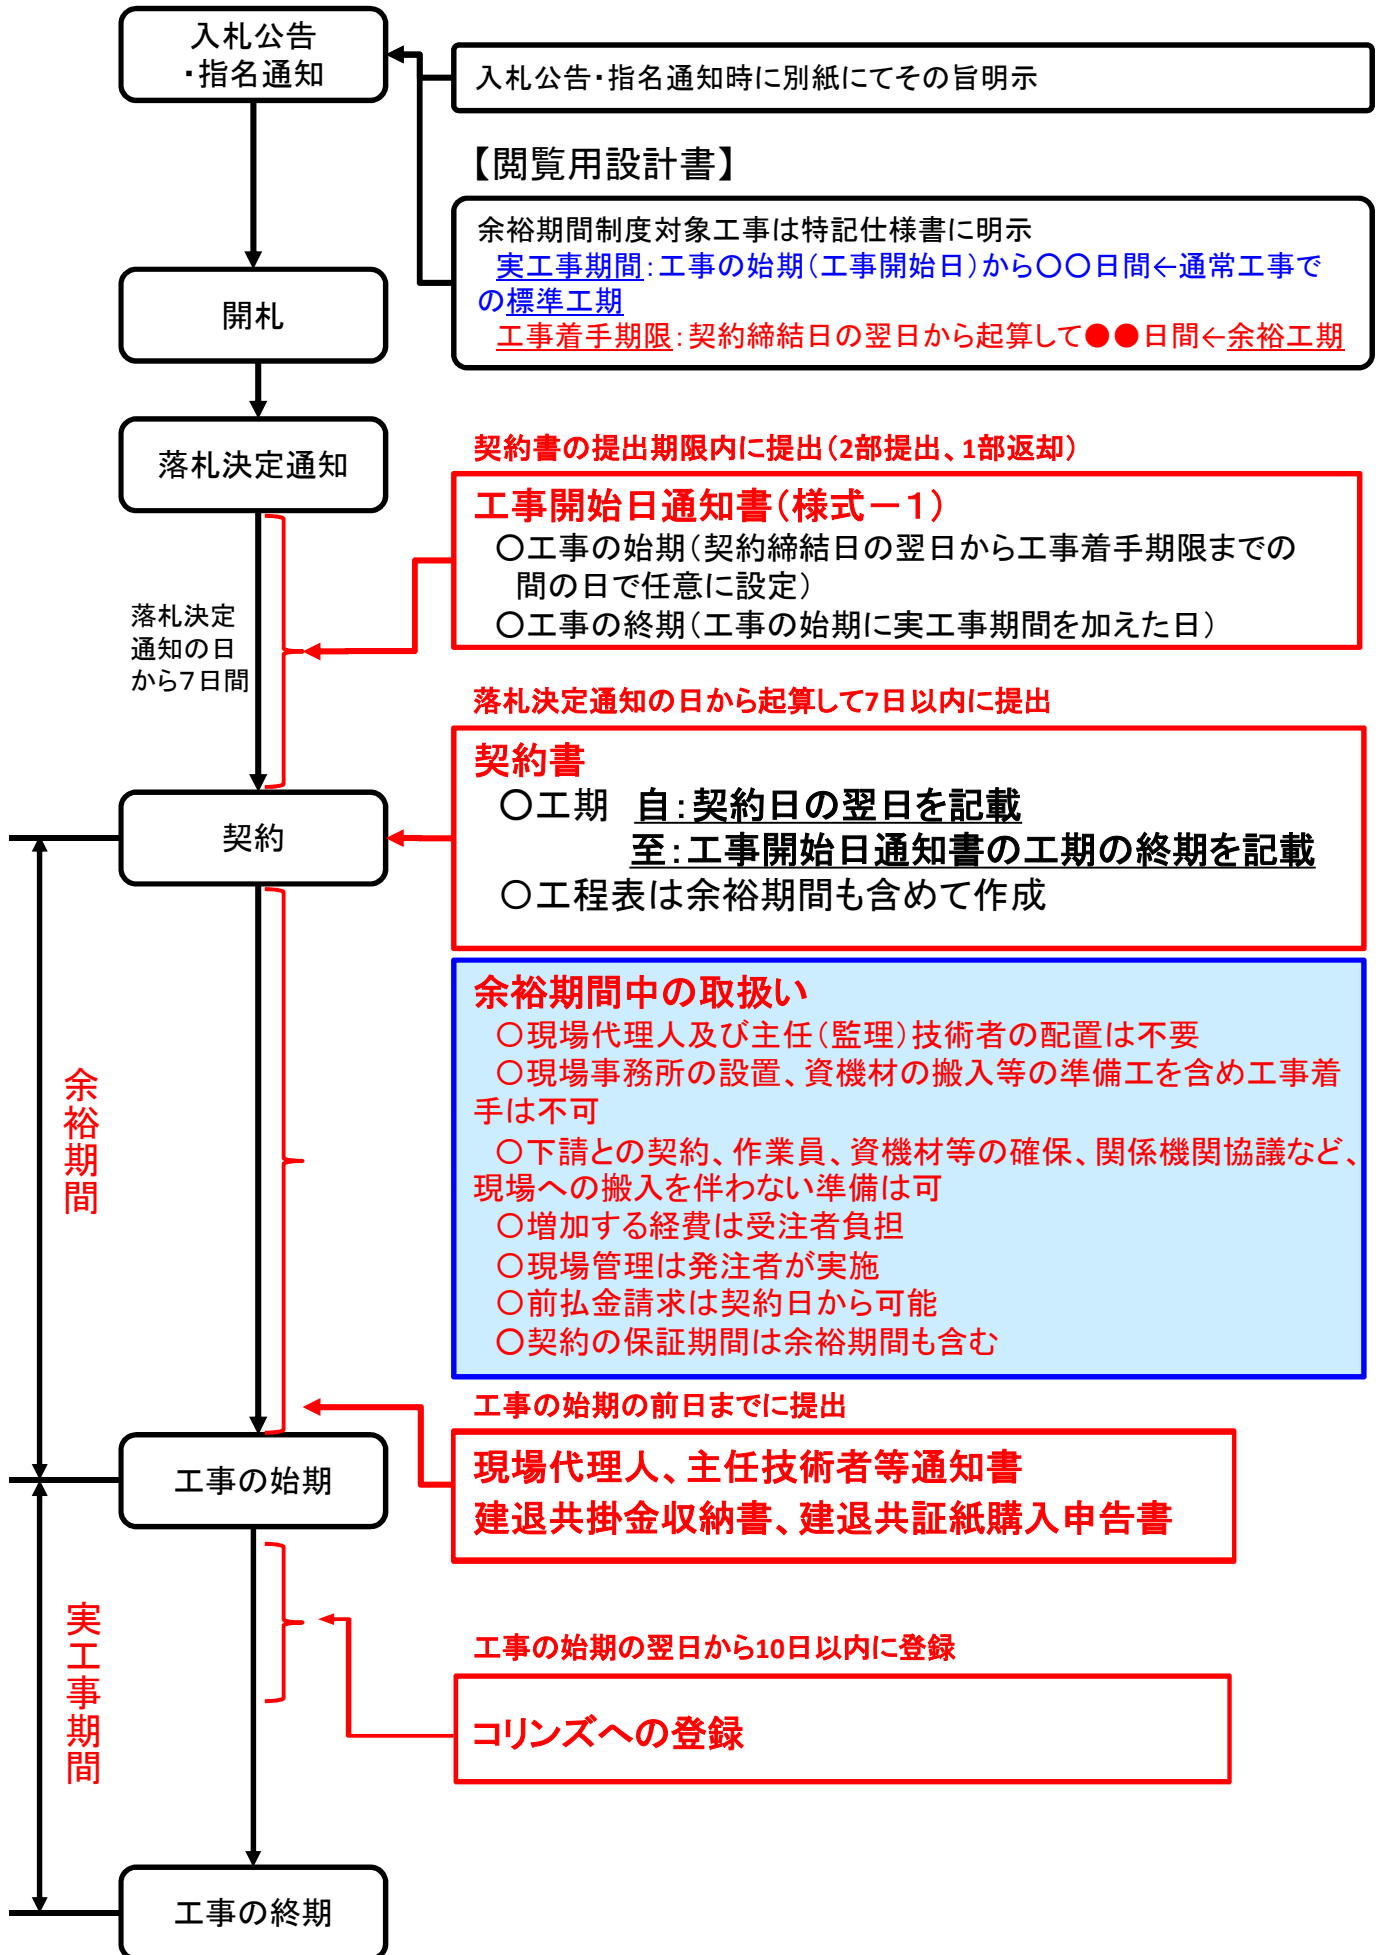 入札公告
・指名通知
入札公告・指名通知時に別紙にてその旨明示
【閲覧用設計書】
余裕期間制度対象工事は特記仕様書に明示
実工事期間：工事の始期（工事開始日）から〇〇日間←通常工事で
の標準工期
工事着手期限：契約締結日の翌日から起算して●●日間←余裕工期
開札
落札決定通知
契約書の提出期限内に提出（2部提出、1部返却）
工事開始日通知書（様式－１）
〇工事の始期（契約締結日の翌日から工事着手期限までの
間の日で任意に設定）
〇工事の終期（工事の始期に実工事期間を加えた日）
落札決定
通知の日
から７日間
落札決定通知の日から起算して7日以内に提出
契約書
〇工期　自：契約日の翌日を記載
至：工事開始日通知書の工期の終期を記載
〇工程表は余裕期間も含めて作成
契約
余裕期間中の取扱い
〇現場代理人及び主任（監理）技術者の配置は不要
〇現場事務所の設置、資機材の搬入等の準備工を含め工事着
手は不可
〇下請との契約、作業員、資機材等の確保、関係機関協議など、
現場への搬入を伴わない準備は可
〇増加する経費は受注者負担
〇現場管理は発注者が実施
〇前払金請求は契約日から可能
〇契約の保証期間は余裕期間も含む
余裕期間
工事の始期の前日までに提出
現場代理人、主任技術者等通知書
建退共掛金収納書、建退共証紙購入申告書
工事の始期
実工事期間
工事の始期の翌日から10日以内に登録
コリンズへの登録
工事の終期